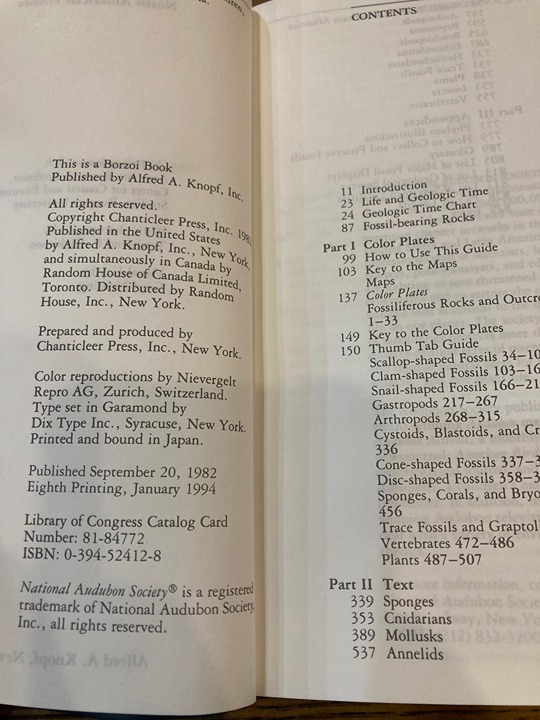 This is a Borzoi Book
Published by Alfred A. Knopf, Inc.
All rights reserved.
Copyright Chanticleer Press, Inc. 1982
Published in the United States
by Alfred A. Knopf, Inc., New York,
and simultaneously in Canada by
Random House of Canada Limited,
Toronto. Distributed by Random
House, Inc., New York.
Prepared and produced by
Chanticleer Press, Inc., New York.
Color reproductions by Nievergelt
Repro AG, Zurich, Switzerland.
Type set in Garamond by
Dix Type Inc., Syracuse, New York.
Printed and bound in Japan.
Published September 20, 1982
Eighth Printing, January 1994
Library of Congress Catalog Card
Number: 81-84772
ISBN: 0-394-52412-8
National Audubon Society® is a registered
trademark of National Audubon Society,
Inc., all rights reserved.
CONTENTS
11 Introduction
23 Life and Geologic Time
24 Geologic Time Chart
87 Fossil-bearing Rocks
Part I Color Plates
99 How to Use This Guide
103 Key to the Maps
Maps
137 Color Plates
Fossiliferous Rocks and Outcr
1–33
149 Key to the Color Plates
150 Thumb Tab Guide
Scallop-shaped Fossils 34–10
Clam-shaped Fossils 103–16
Snail-shaped Fossils 166–21
Gastropods 217–267
Arthropods 268–315
Cystoids, Blastoids, and Cr
336
Cone-shaped Fossils 337–3
Disc-shaped Fossils 358–3
Sponges, Corals, and Bryo
456
Trace Fossils and Graptol
Vertebrates 472–486
Plants 487–507
Part II Text
339 Sponges
353 Cnidarians
389 Mollusks
537 Annelids